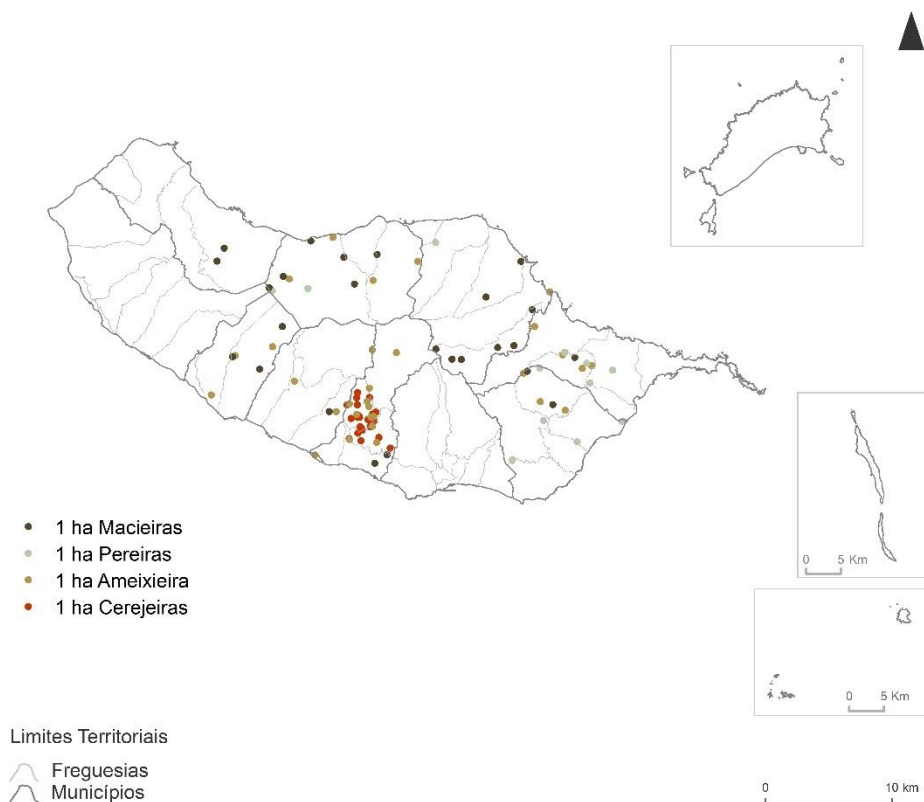 1 ha Macieiras
1 ha Pereiras
1 ha Ameixieira
1 ha Cerejeiras
0 5 Km
0 5 Km
Limites Territoriais
Freguesias
Municípios
0 10 km